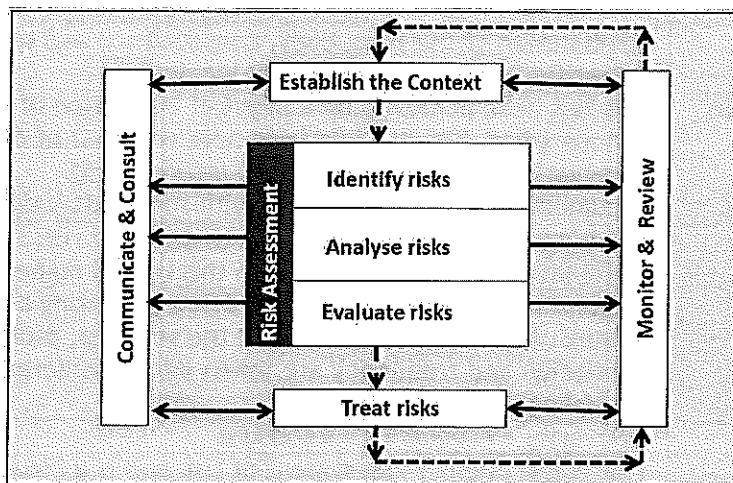 Establish the Context
Communicate & Consult
Risk Assessment
Identify risks
Analyse risks
Evaluate risks
Monitor & Review
Treat risks